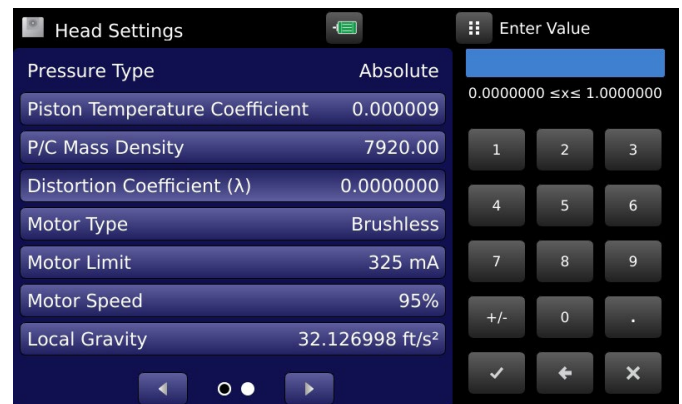 Head Settings
Enter Value
Pressure Type Absolute
0.0000000 ≤x≤ 1.0000000
Piston Temperature Coefficient 0.000009
P/C Mass Density 7920.00
1 2 3
Distortion Coefficient (λ) 0.0000000
4 5 6
Motor Type Brushless
Motor Limit 325 mA
7 8 9
Motor Speed 95%
+/- 0 .
Local Gravity 32.126998 ft/s²